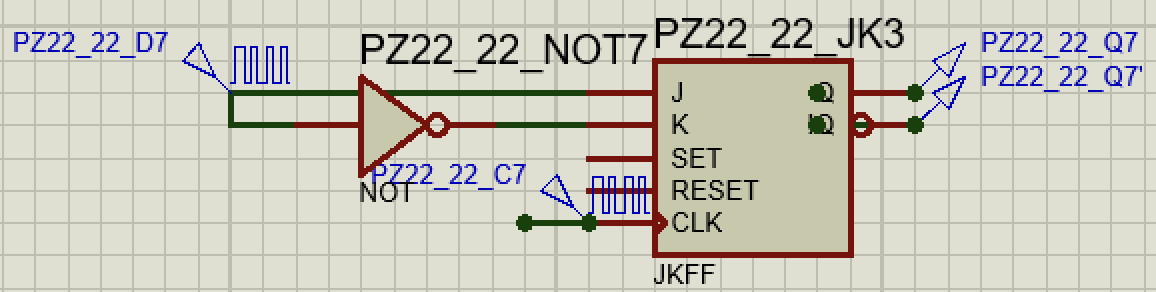 PZ22_22_D7
PZ22_22_NOT7
PZ22_22_JK3
PZ22_22_Q7
PZ22_22_Q7'
J
Q
K
!Q
SET
PZ22_22_C7
NOT
RESET
CLK
JKFF